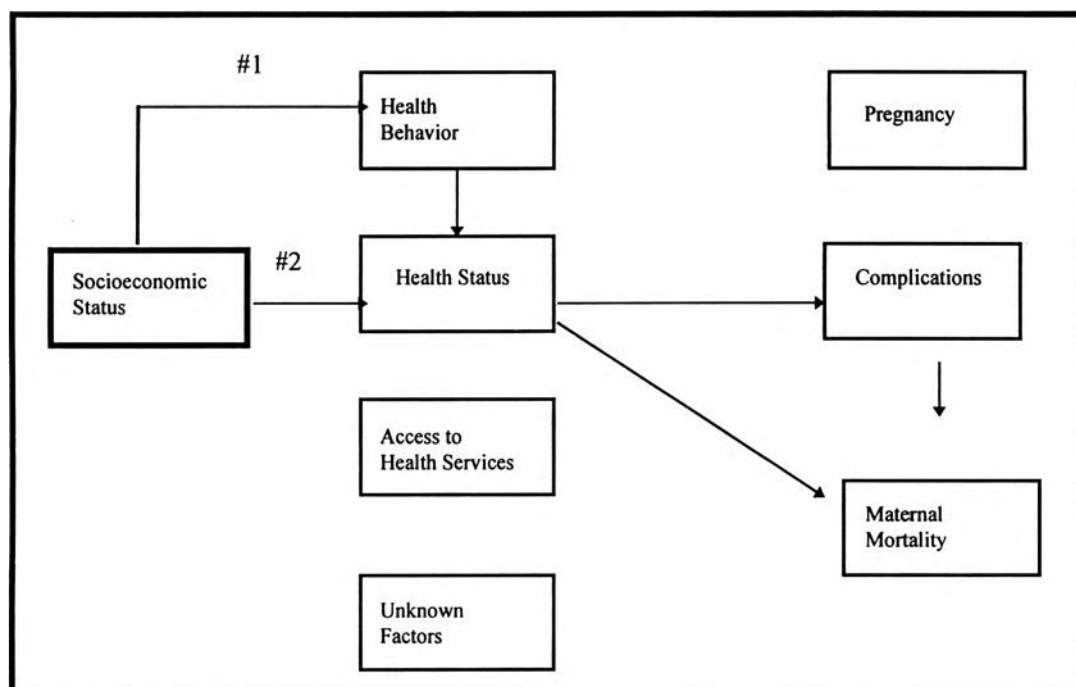 #1
Health
Behavior
Pregnancy
Socioeconomic
Status
#2
Health Status
Complications
Access to
Health Services
Maternal
Mortality
Unknown
Factors